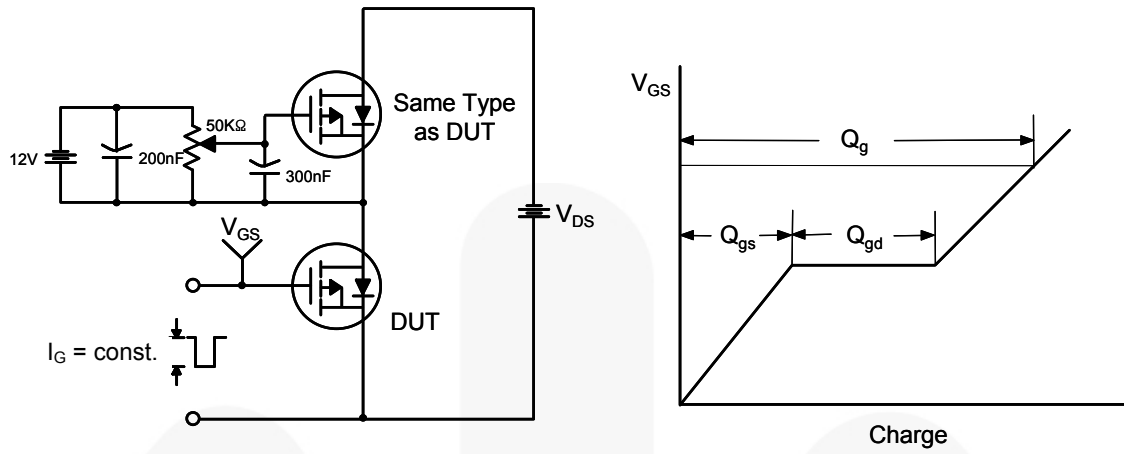 Same Type
as DUT
50KΩ
12V
200nF
300nF
V_GS
V_DS
DUT
I_G = const.
V_GS
Q_g
Q_gs
Q_gd
Charge